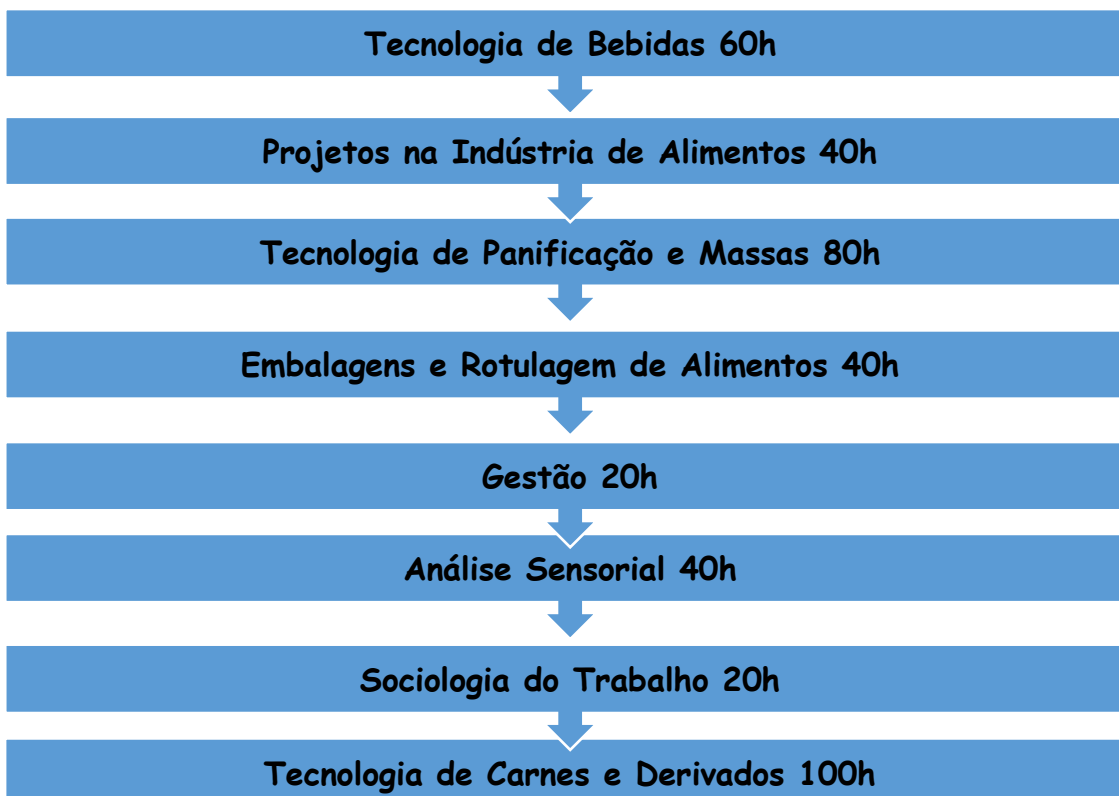 Tecnologia de Bebidas 60h
Projetos na Indústria de Alimentos 40h
Tecnologia de Panificação e Massas 80h
Embalagens e Rotulagem de Alimentos 40h
Gestão 20h
Análise Sensorial 40h
Sociologia do Trabalho 20h
Tecnologia de Carnes e Derivados 100h